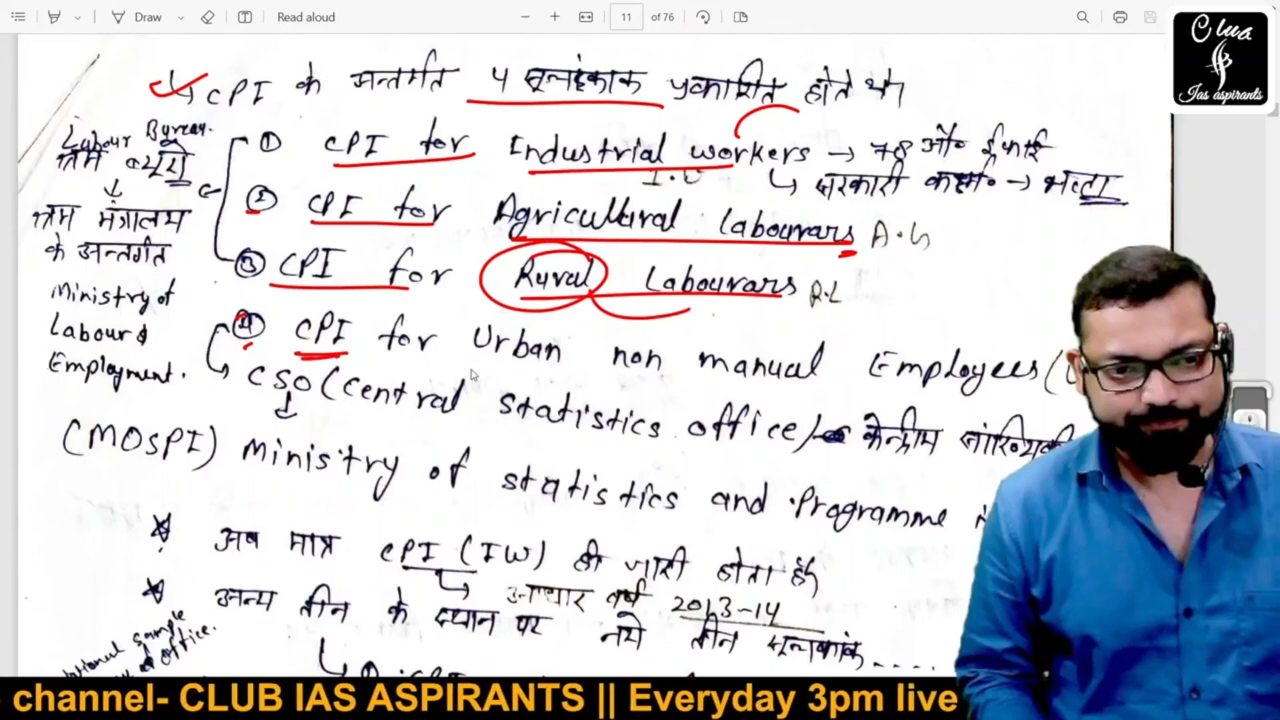 Draw
Read aloud
11 of 76
Club
Ias aspirants
CPI के अन्तर्गत 4 सूचकांक प्रकाशित होते थे।
Labour Bureau.
श्रम ब्यूरो
श्रम मंत्रालय
के अन्तर्गत
Ministry of
Labour &
Employment.
① CPI for Industrial workers → 78 औ०
I.W
सरकारी → भत्ता
② CPI for Agricultural Labourars A.L
③ CPI for Rural Labourars R.L
④ CPI for Urban non manual Employees (
CSO (Central statistics office) केन्द्रीय
(MOSPI) ministry of statistics and Programme
अब मात्र CPI (IW) ही जारी होता है
आधार वर्ष 2013-14
अन्य तीन के स्थान पर नये तीन सूचकांक....
channel- CLUB IAS ASPIRANTS || Everyday 3pm live